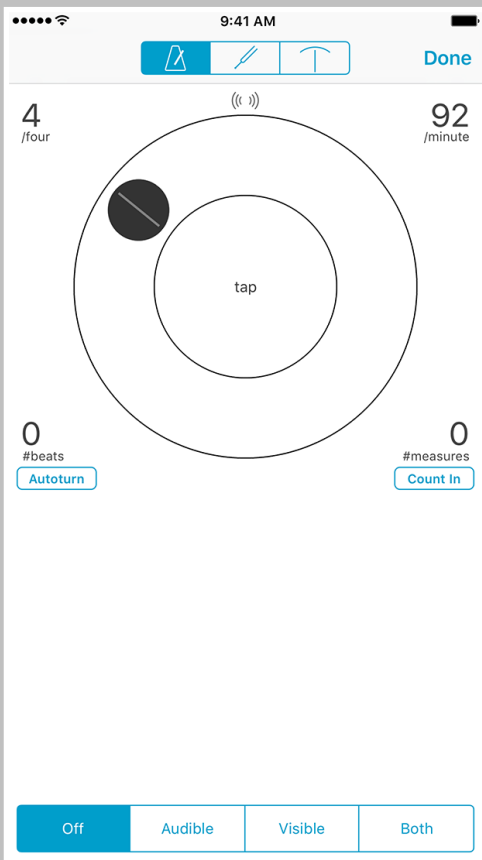 9:41 AM
Done
4
/four
92
/minute
tap
0
#beats
0
#measures
Autoturn
Count In
Off
Audible
Visible
Both